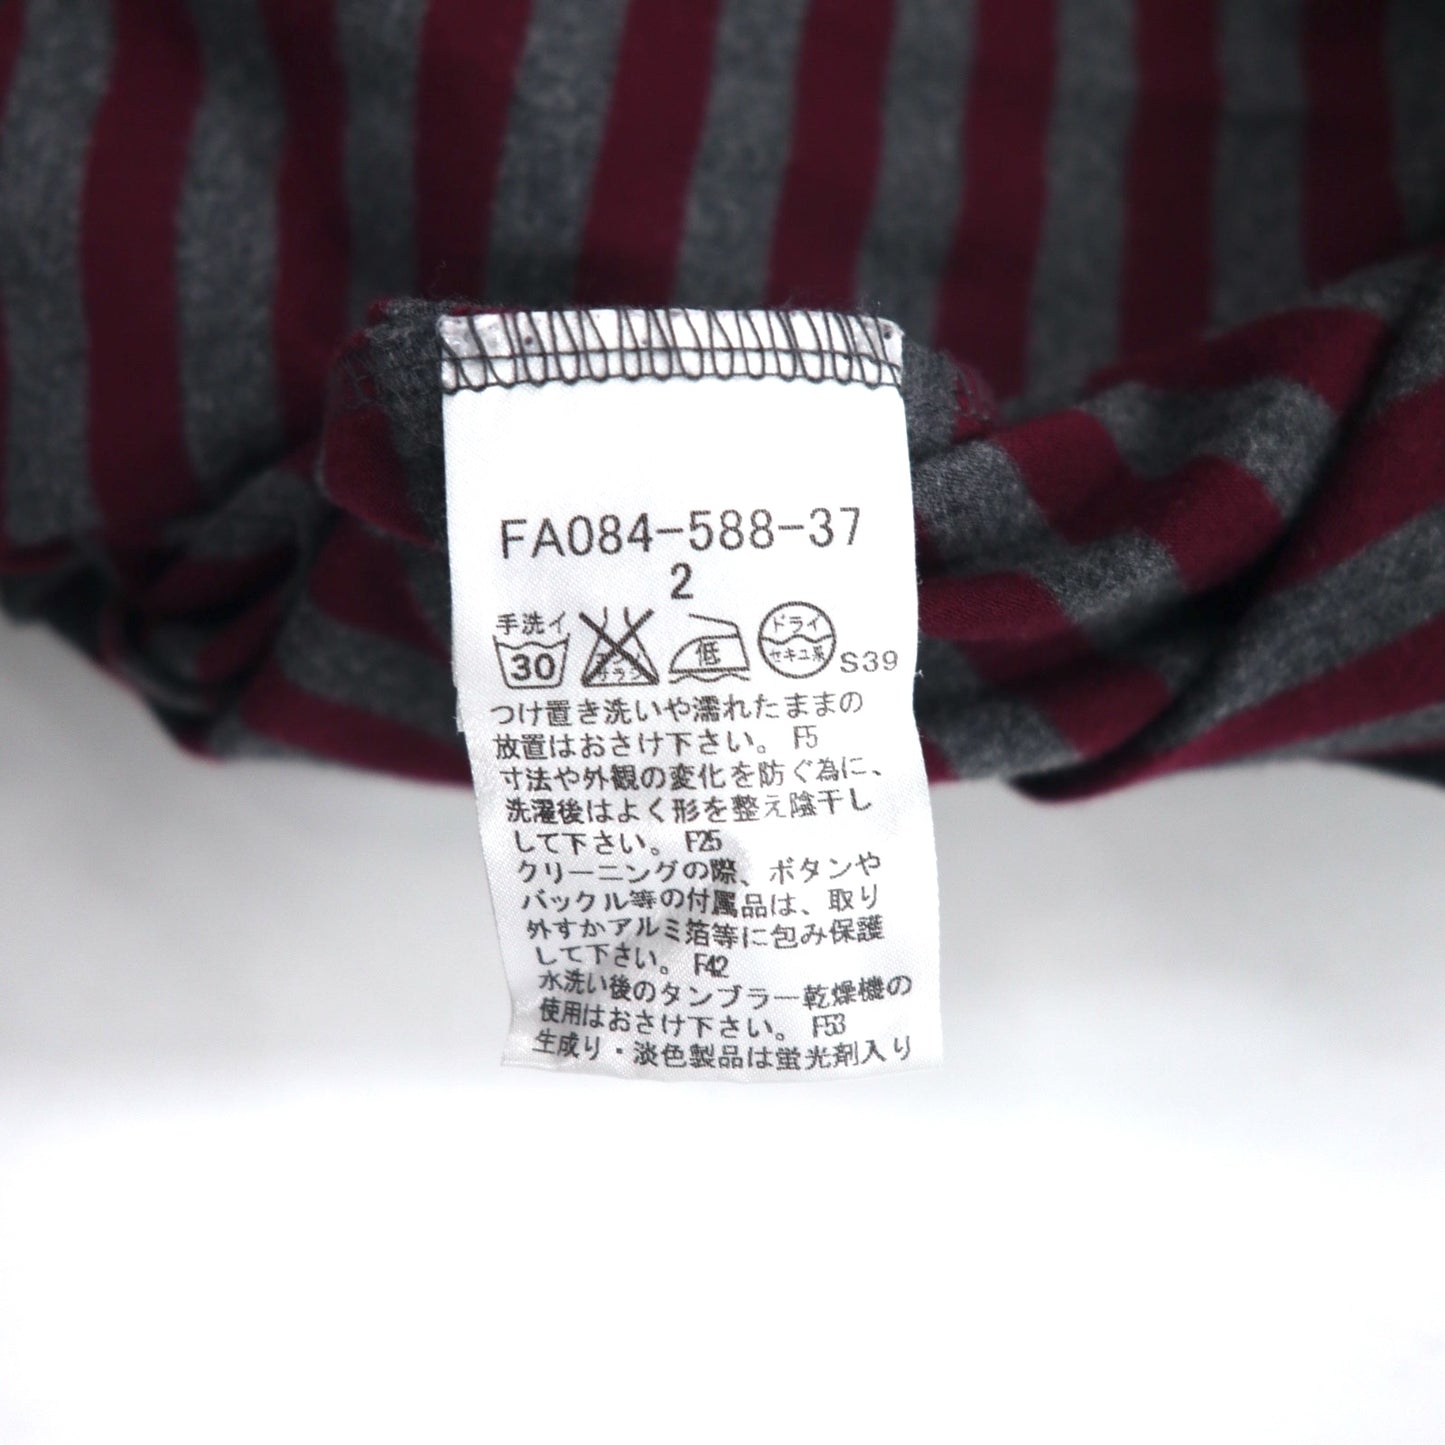 FA084-588-37
2
手洗イ
30
エンソ
サラシ
低
ドライ
セキユ系
S39
つけ置き洗いや濡れたままの
放置はおさけ下さい。 F5
寸法や外観の変化を防ぐ為に、
洗濯後はよく形を整え陰干し
して下さい。 F25
クリーニングの際、ボタンや
バックル等の付属品は、取り
外すかアルミ箔等に包み保護
して下さい。 F42
水洗い後のタンブラー乾燥機の
使用はおさけ下さい。 F53
生成り・淡色製品は蛍光剤入り